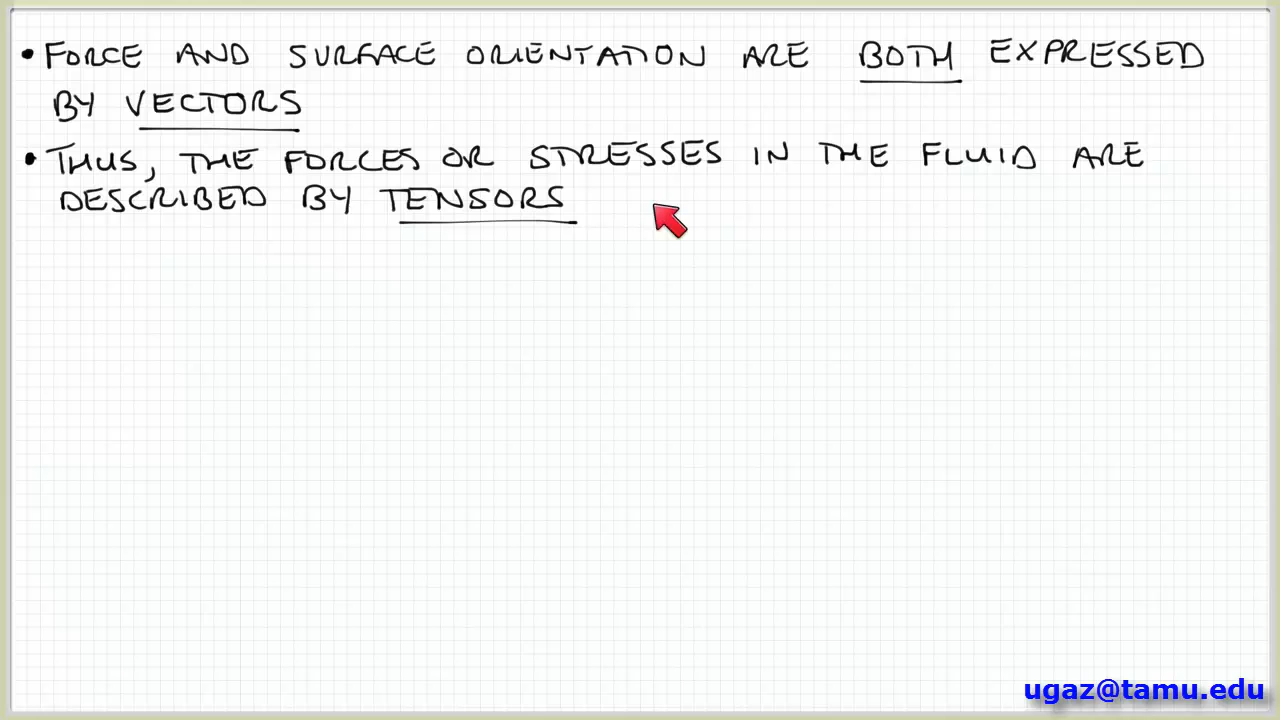 • FORCE AND SURFACE ORIENTATION ARE BOTH EXPRESSED
BY VECTORS
• THUS, THE FORCES OR STRESSES IN THE FLUID ARE
DESCRIBED BY TENSORS
ugaz@tamu.edu